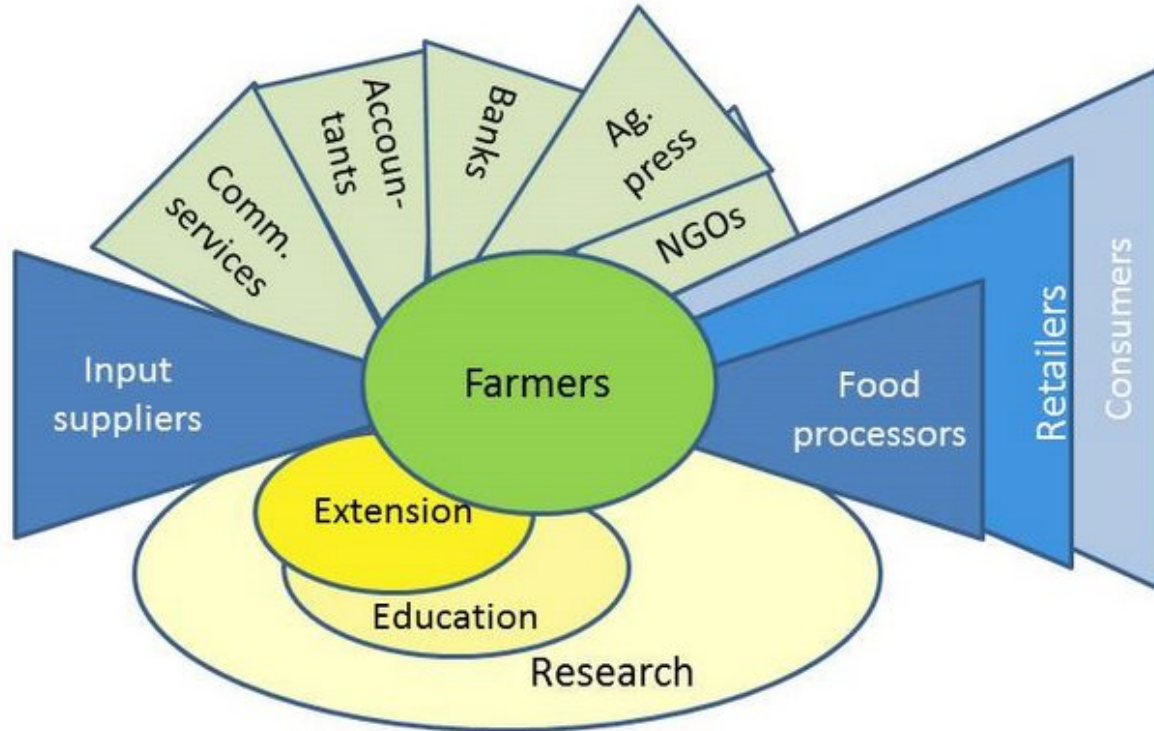 Comm.
services
Accoun-
tants
Banks
Ag.
press
NGOs
Input
suppliers
Farmers
Food
processors
Retailers
Consumers
Extension
Education
Research